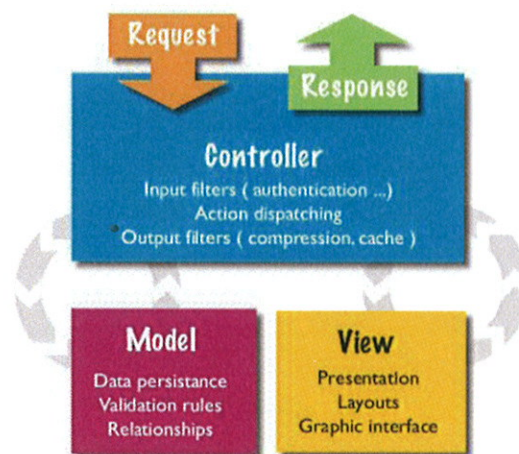 Request
Response
Controller
Input filters ( authentication ...)
Action dispatching
Output filters ( compression, cache )
Model
Data persistance
Validation rules
Relationships
View
Presentation
Layouts
Graphic interface